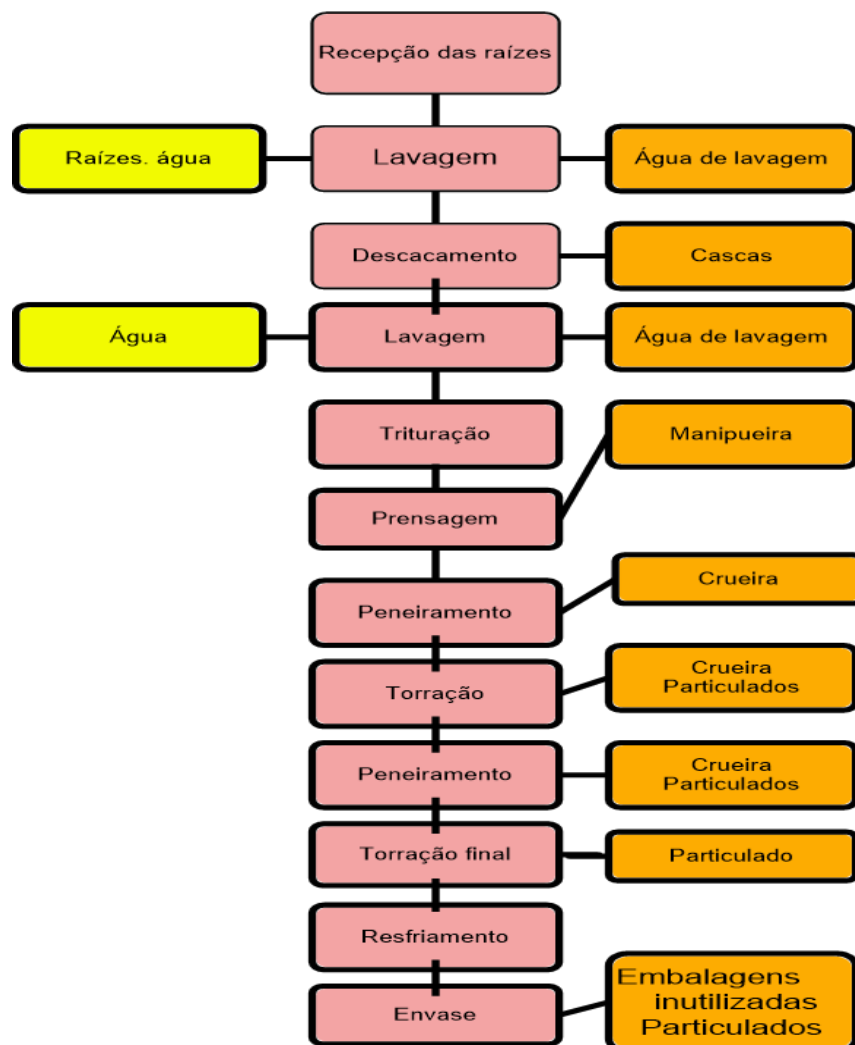 Recepção das raízes
Raízes. água
Lavagem
Água de lavagem
Descacamento
Cascas
Água
Lavagem
Água de lavagem
Trituração
Manipueira
Prensagem
Peneiramento
Crueira
Torração
Crueira
Particulados
Peneiramento
Crueira
Particulados
Torração final
Particulado
Resfriamento
Envase
Embalagens
inutilizadas
Particulados